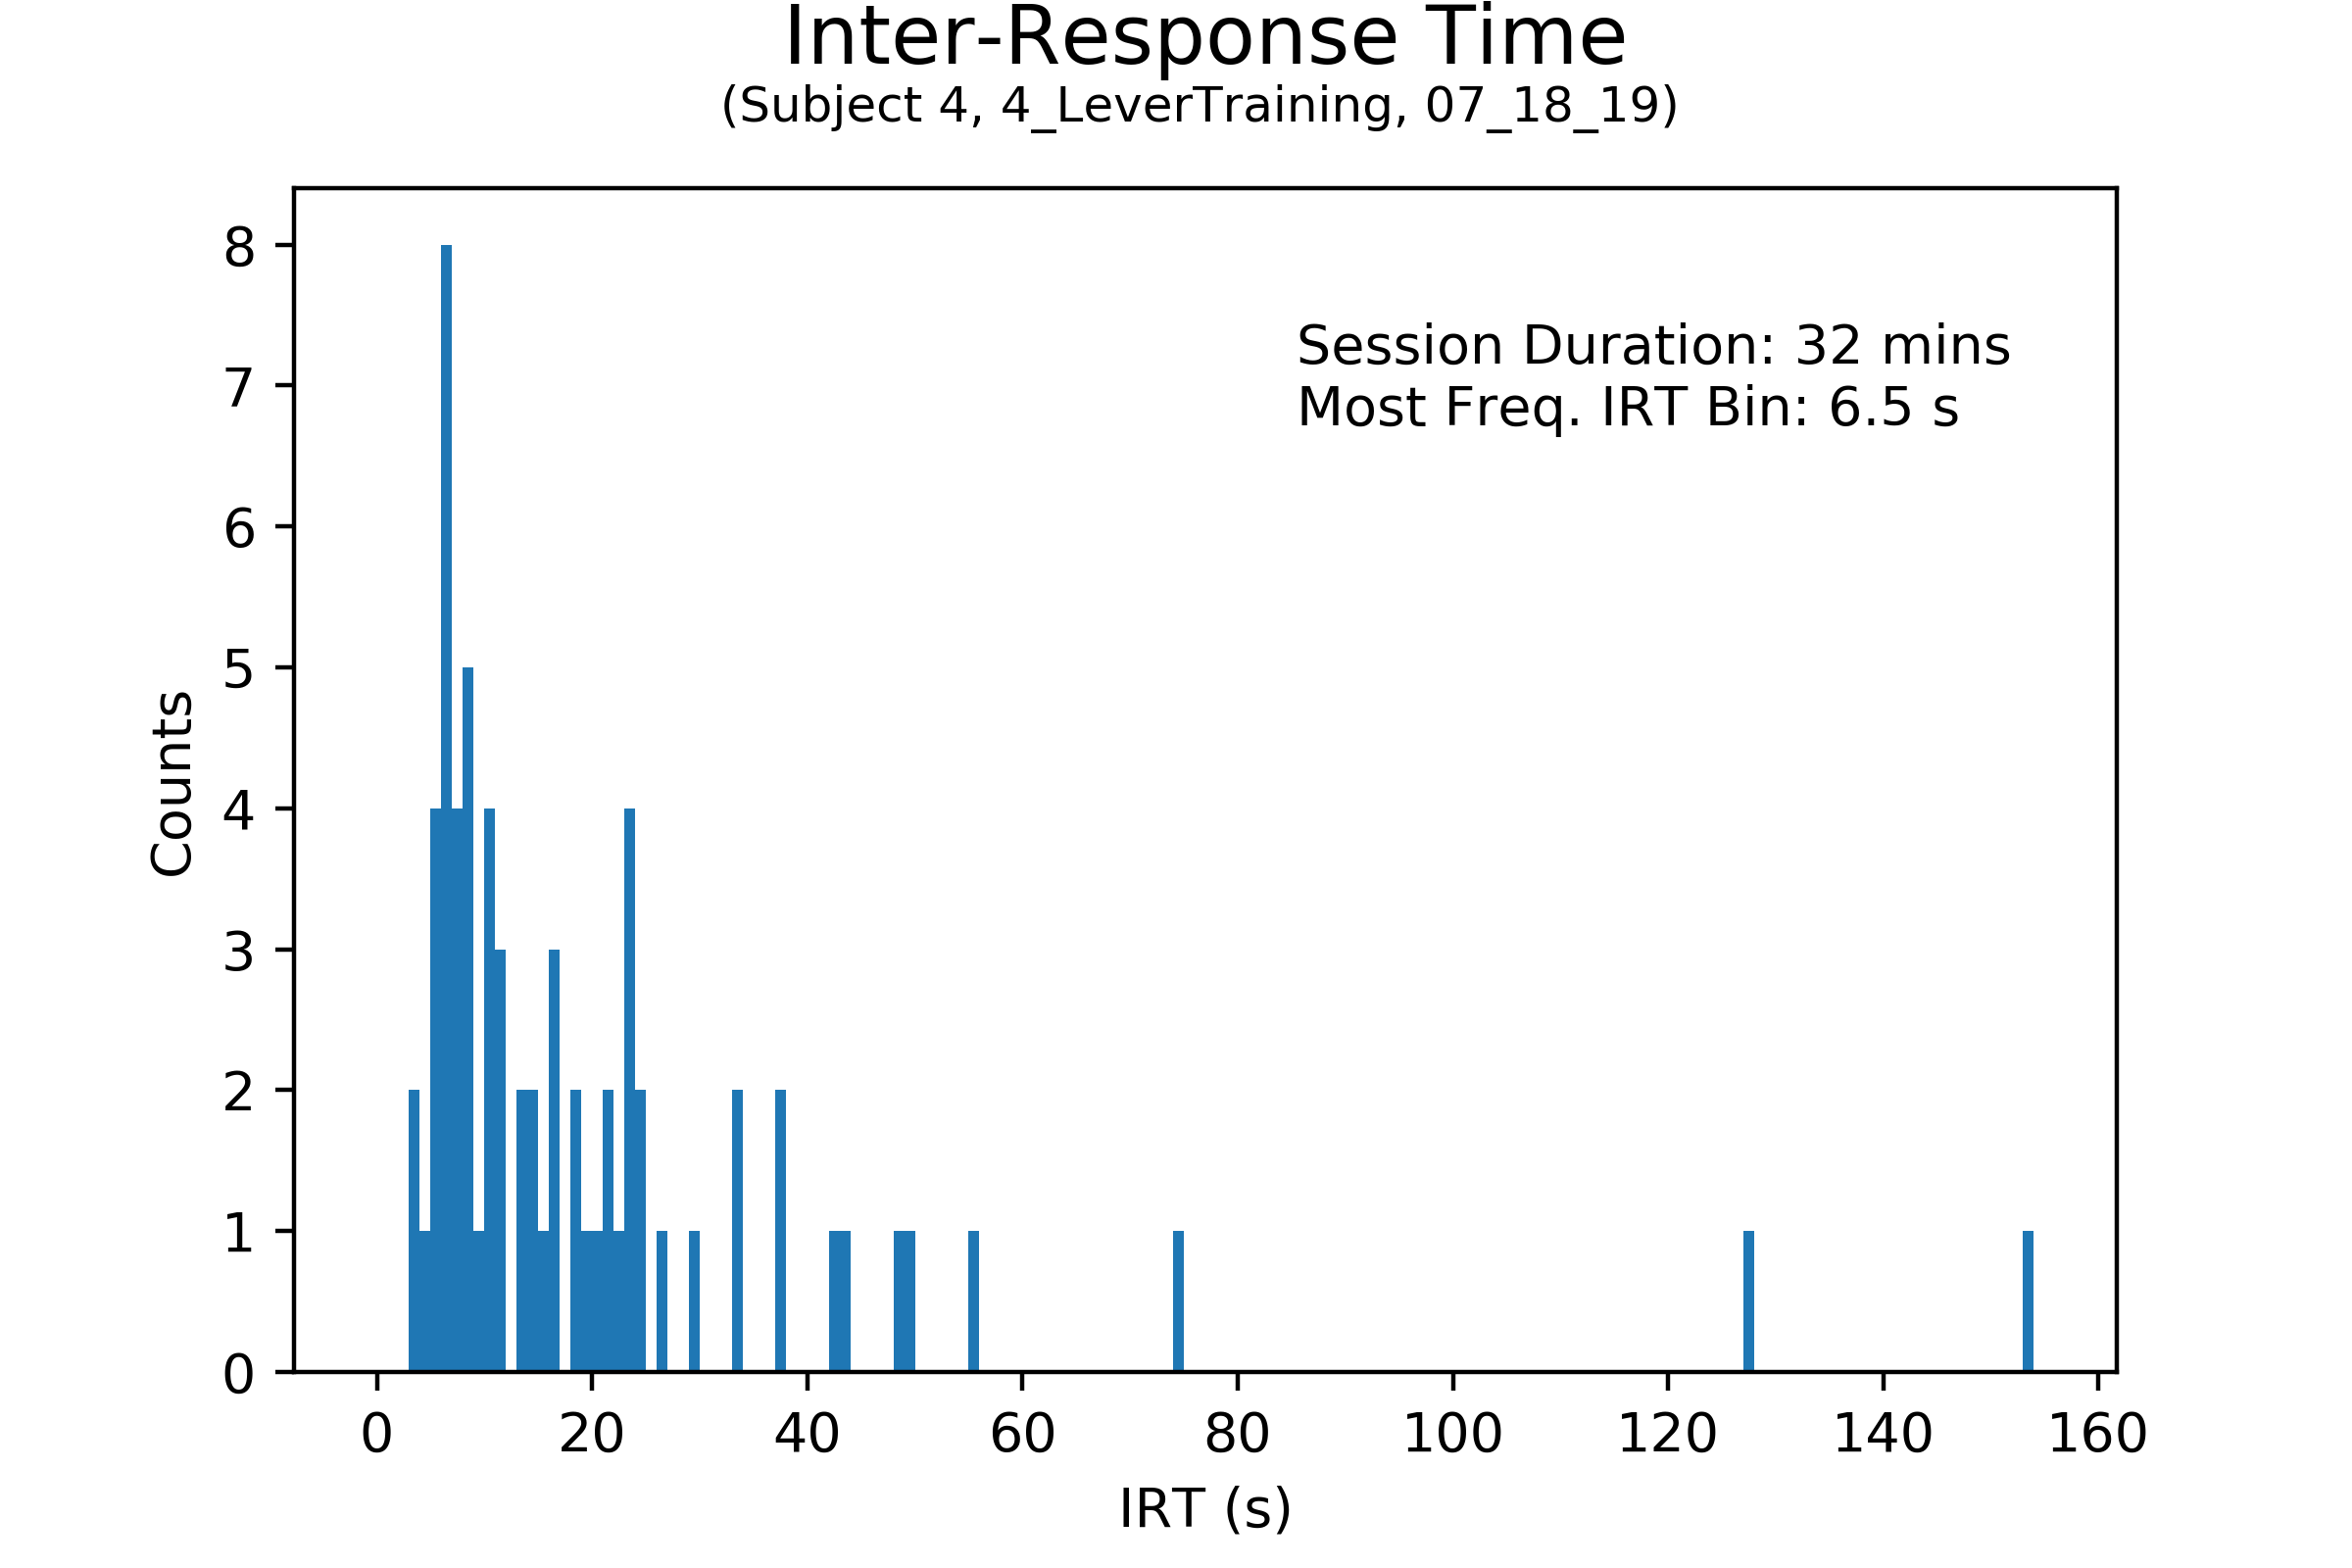 Inter-Response Time
(Subject 4, 4_LeverTraining, 07_18_19)
8
7
6
5
4
3
2
1
0
Counts
Session Duration: 32 mins
Most Freq. IRT Bin: 6.5 s
0 20 40 60 80 100 120 140 160
IRT (s)